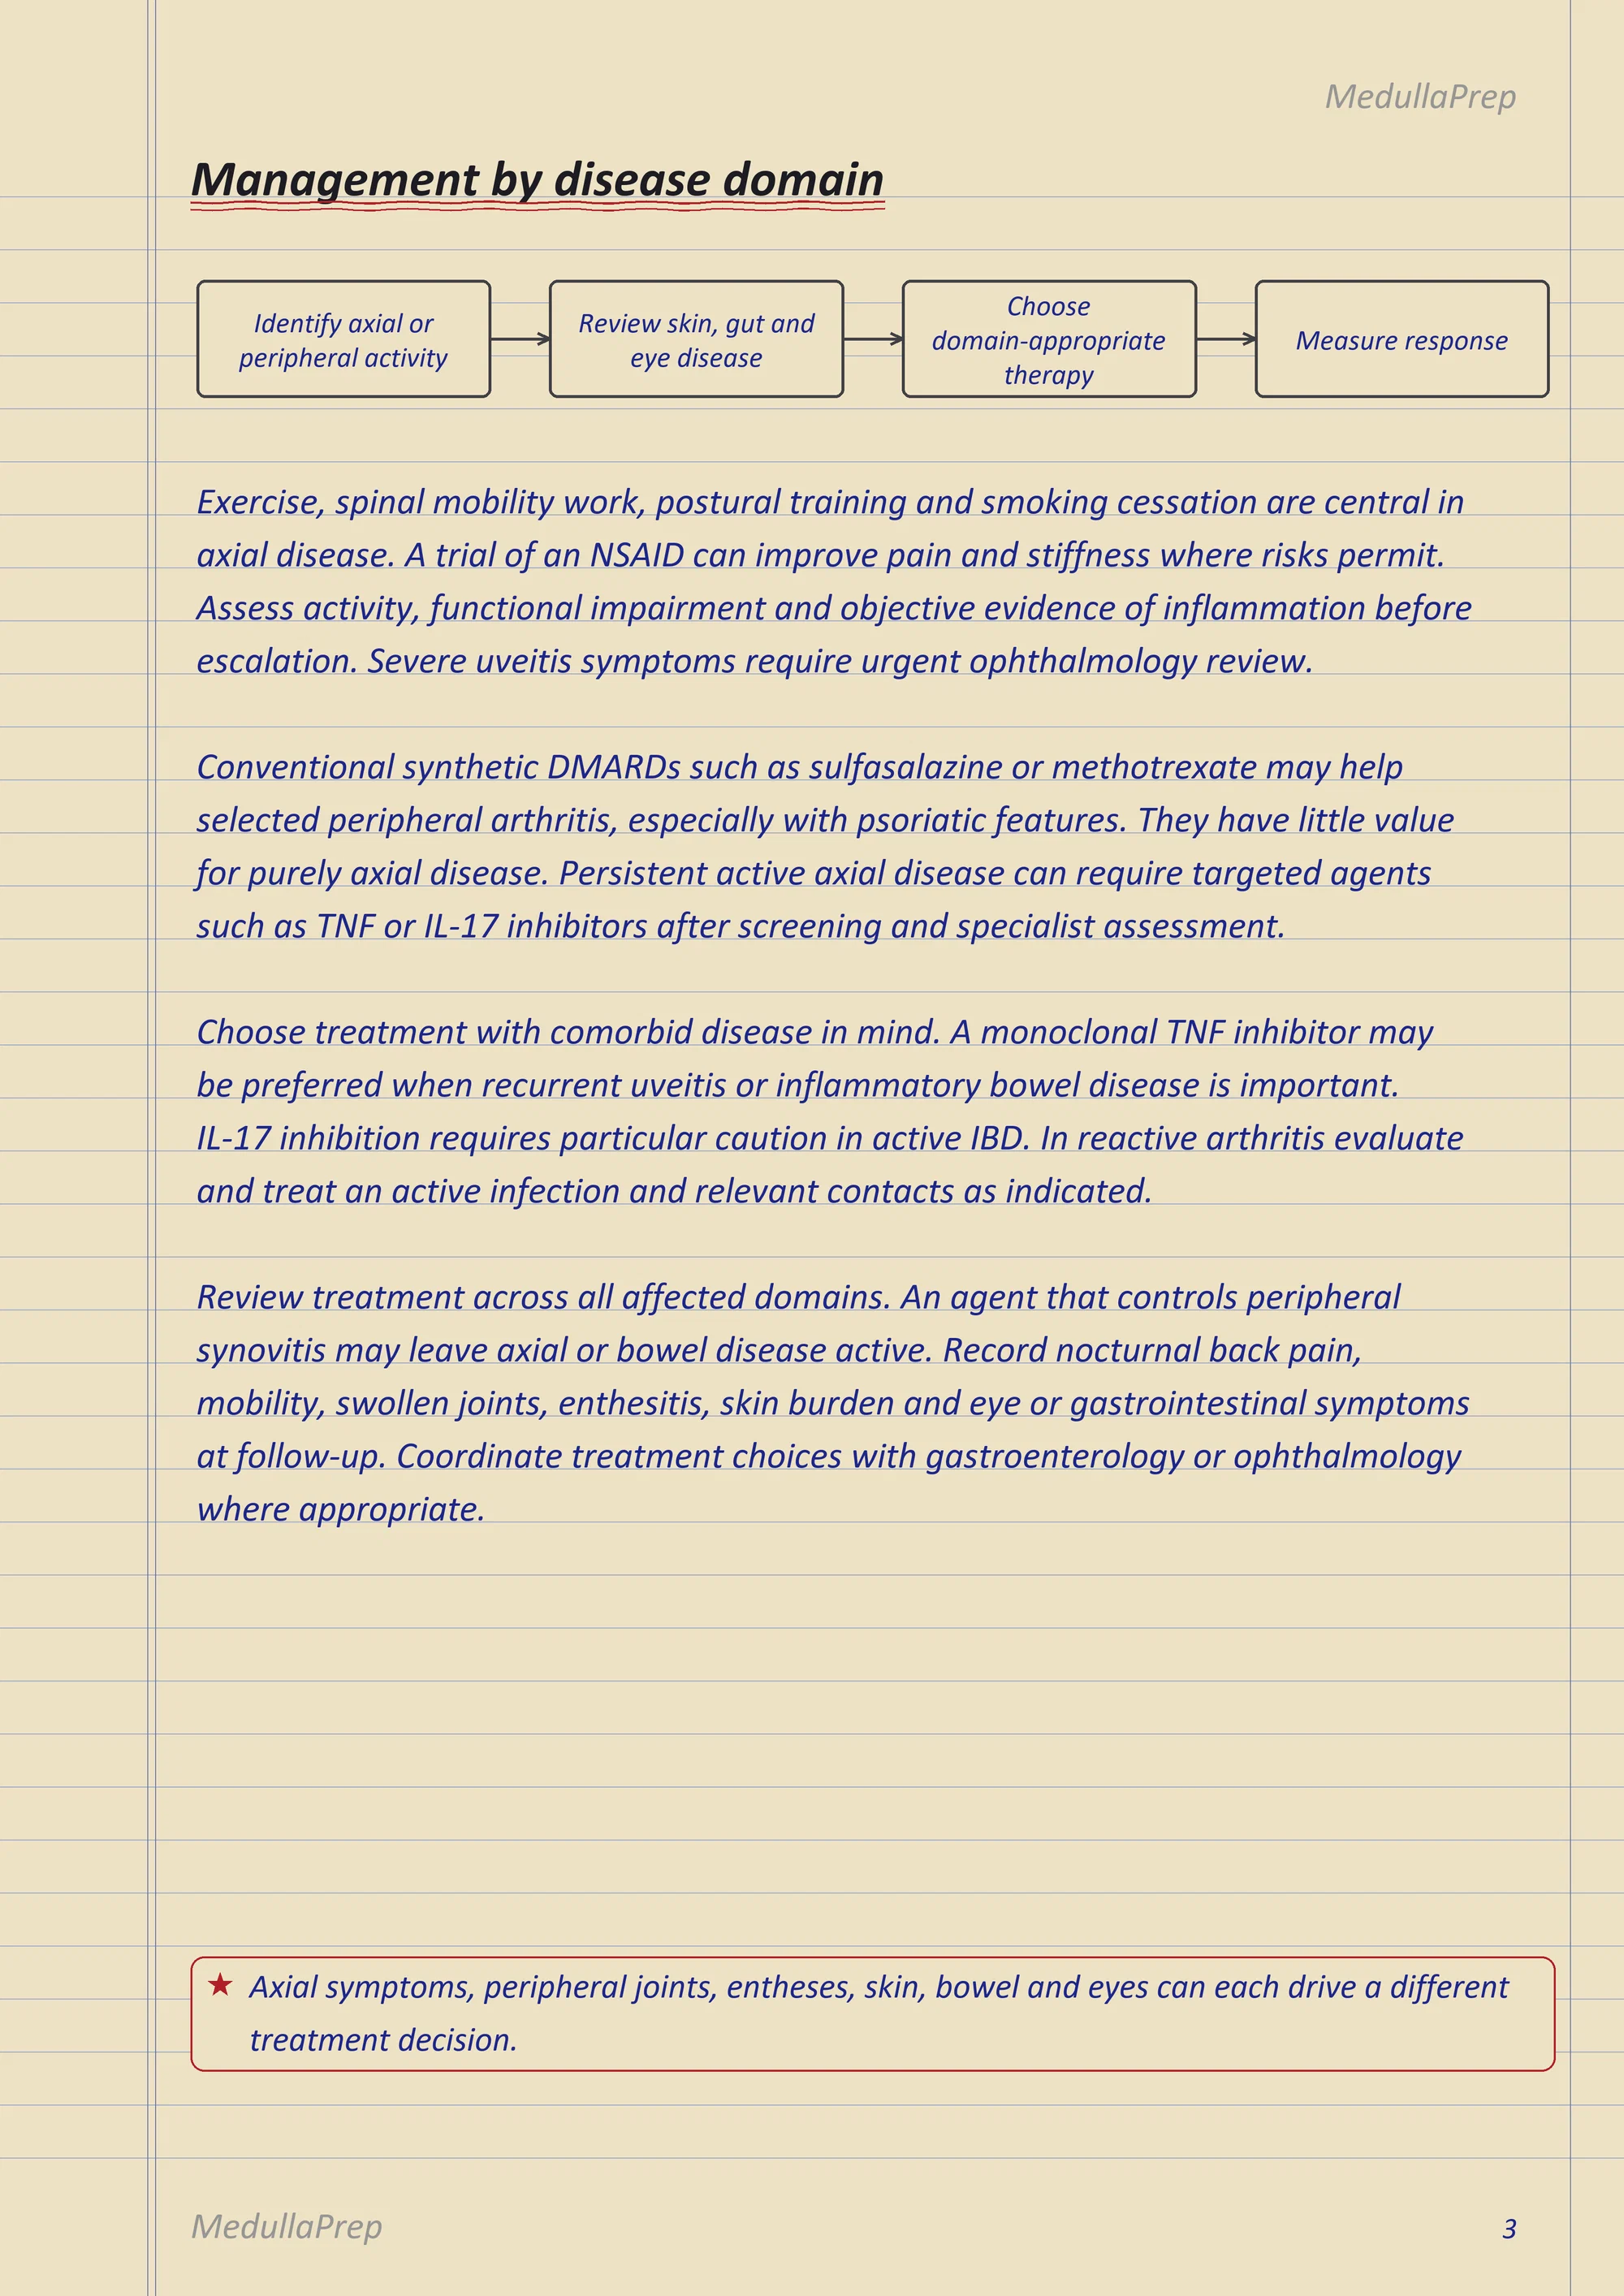 MedullaPrep
Management by disease domain
Identify axial or
peripheral activity
Review skin, gut and
eye disease
Choose
domain-appropriate
therapy
Measure response
Exercise, spinal mobility work, postural training and smoking cessation are central in
axial disease. A trial of an NSAID can improve pain and stiffness where risks permit.
Assess activity, functional impairment and objective evidence of inflammation before
escalation. Severe uveitis symptoms require urgent ophthalmology review.
Conventional synthetic DMARDs such as sulfasalazine or methotrexate may help
selected peripheral arthritis, especially with psoriatic features. They have little value
for purely axial disease. Persistent active axial disease can require targeted agents
such as TNF or IL-17 inhibitors after screening and specialist assessment.
Choose treatment with comorbid disease in mind. A monoclonal TNF inhibitor may
be preferred when recurrent uveitis or inflammatory bowel disease is important.
IL-17 inhibition requires particular caution in active IBD. In reactive arthritis evaluate
and treat an active infection and relevant contacts as indicated.
Review treatment across all affected domains. An agent that controls peripheral
synovitis may leave axial or bowel disease active. Record nocturnal back pain,
mobility, swollen joints, enthesitis, skin burden and eye or gastrointestinal symptoms
at follow-up. Coordinate treatment choices with gastroenterology or ophthalmology
where appropriate.
★ Axial symptoms, peripheral joints, entheses, skin, bowel and eyes can each drive a different
treatment decision.
MedullaPrep
3